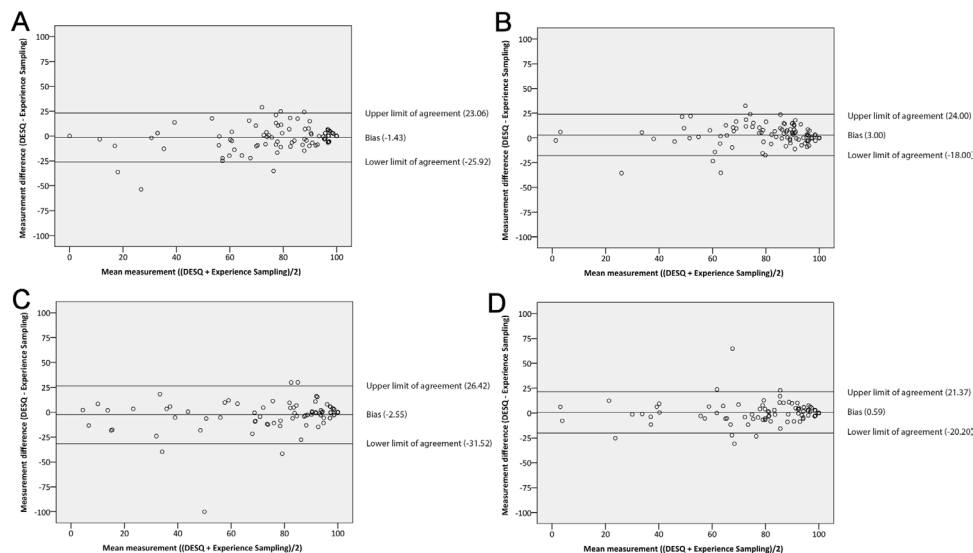 A
Measurement difference (DESQ - Experience Sampling)
100
75
50
25
0
-25
-50
-75
-100
Upper limit of agreement (23.06)
Bias (-1.43)
Lower limit of agreement (-25.92)
0 20 40 60 80 100
Mean measurement ((DESQ + Experience Sampling)/2)
B
Measurement difference (DESQ - Experience Sampling)
100
75
50
25
0
-25
-50
-75
-100
Upper limit of agreement (24.00)
Bias (3.00)
Lower limit of agreement (-18.00)
0 20 40 60 80 100
Mean measurement ((DESQ + Experience Sampling)/2)
C
Measurement difference (DESQ - Experience Sampling)
100
75
50
25
0
-25
-50
-75
-100
Upper limit of agreement (26.42)
Bias (-2.55)
Lower limit of agreement (-31.52)
0 20 40 60 80 100
Mean measurement ((DESQ + Experience Sampling)/2)
D
Measurement difference (DESQ - Experience Sampling)
100
75
50
25
0
-25
-50
-75
-100
Upper limit of agreement (21.37)
Bias (0.59)
Lower limit of agreement (-20.20)
0 20 40 60 80 100
Mean measurement ((DESQ + Experience Sampling)/2)